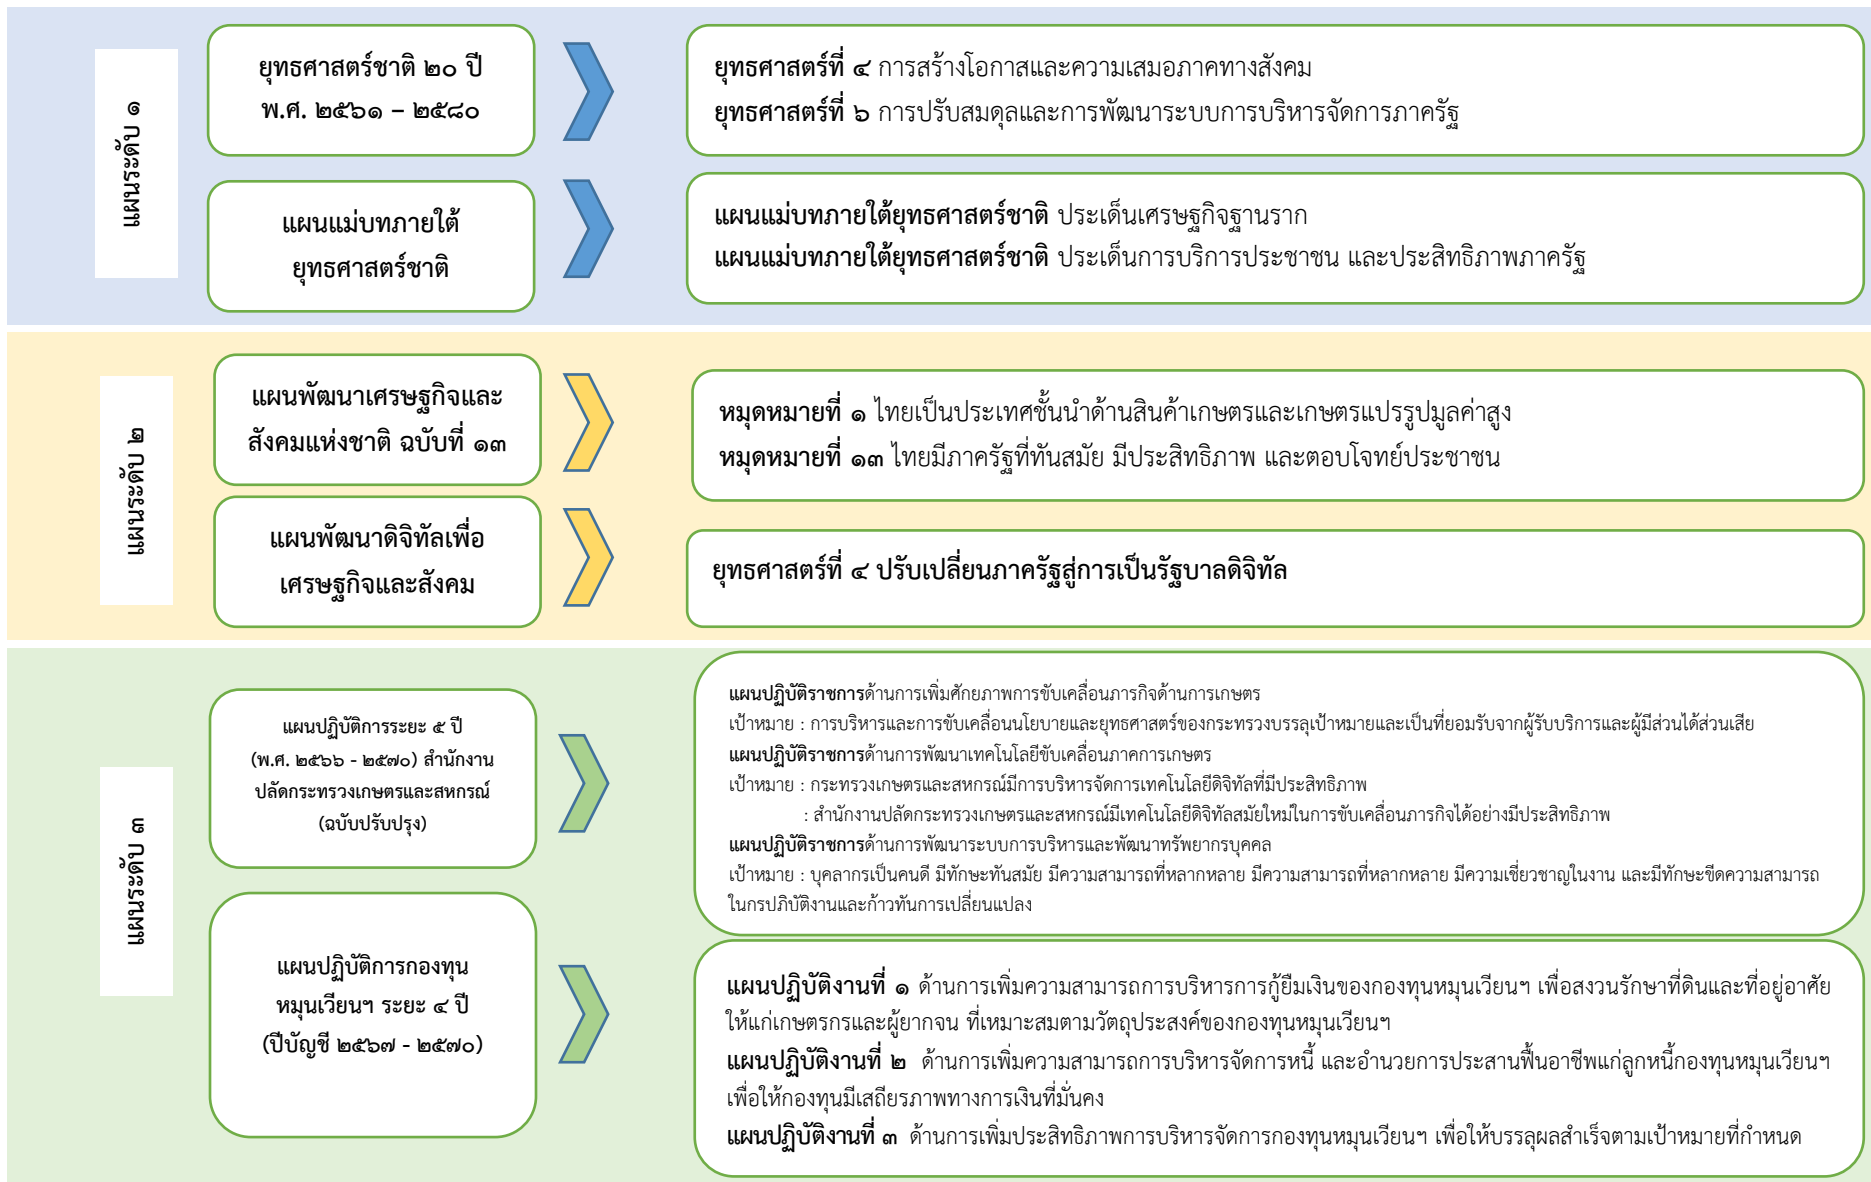 แผนระดับ ๑
ยุทธศาสตร์ชาติ ๒๐ ปี
พ.ศ. ๒๕๖๑ – ๒๕๘๐
ยุทธศาสตร์ที่ ๔ การสร้างโอกาสและความเสมอภาคทางสังคม
ยุทธศาสตร์ที่ ๖ การปรับสมดุลและการพัฒนาระบบการบริหารจัดการภาครัฐ
แผนแม่บทภายใต้
ยุทธศาสตร์ชาติ
แผนแม่บทภายใต้ยุทธศาสตร์ชาติ ประเด็นเศรษฐกิจฐานราก
แผนแม่บทภายใต้ยุทธศาสตร์ชาติ ประเด็นการบริการประชาชน และประสิทธิภาพภาครัฐ
แผนระดับ ๒
แผนพัฒนาเศรษฐกิจและ
สังคมแห่งชาติ ฉบับที่ ๑๓
หมุดหมายที่ ๑ ไทยเป็นประเทศชั้นนำด้านสินค้าเกษตรและเกษตรแปรรูปมูลค่าสูง
หมุดหมายที่ ๑๓ ไทยมีภาครัฐที่ทันสมัย มีประสิทธิภาพ และตอบโจทย์ประชาชน
แผนพัฒนาดิจิทัลเพื่อ
เศรษฐกิจและสังคม
ยุทธศาสตร์ที่ ๔ ปรับเปลี่ยนภาครัฐสู่การเป็นรัฐบาลดิจิทัล
แผนระดับ ๓
แผนปฏิบัติการระยะ ๕ ปี
(พ.ศ. ๒๕๖๖ - ๒๕๗๐) สำนักงาน
ปลัดกระทรวงเกษตรและสหกรณ์
(ฉบับปรับปรุง)
แผนปฏิบัติราชการด้านการเพิ่มศักยภาพการขับเคลื่อนภารกิจด้านการเกษตร
เป้าหมาย : การบริหารและการขับเคลื่อนนโยบายและยุทธศาสตร์ของกระทรวงบรรลุเป้าหมายและเป็นที่ยอมรับจากผู้รับบริการและผู้มีส่วนได้ส่วนเสีย
แผนปฏิบัติราชการด้านการพัฒนาเทคโนโลยีขับเคลื่อนภาคการเกษตร
เป้าหมาย : กระทรวงเกษตรและสหกรณ์มีการบริหารจัดการเทคโนโลยีดิจิทัลที่มีประสิทธิภาพ
: สำนักงานปลัดกระทรวงเกษตรและสหกรณ์มีเทคโนโลยีดิจิทัลสมัยใหม่ในการขับเคลื่อนภารกิจได้อย่างมีประสิทธิภาพ
แผนปฏิบัติราชการด้านการพัฒนาระบบการบริหารและพัฒนาทรัพยากรบุคคล
เป้าหมาย : บุคลากรเป็นคนดี มีทักษะทันสมัย มีความสามารถที่หลากหลาย มีความสามารถที่หลากหลาย มีความเชี่ยวชาญในงาน และมีทักษะขีดความสามารถ
ในกรปภิบัติงานและก้าวทันการเปลี่ยนแปลง
แผนปฏิบัติการกองทุน
หมุนเวียนฯ ระยะ ๔ ปี
(ปีบัญชี ๒๕๖๗ - ๒๕๗๐)
แผนปฏิบัติงานที่ ๑ ด้านการเพิ่มความสามารถการบริหารการกู้ยืมเงินของกองทุนหมุนเวียนฯ เพื่อสงวนรักษาที่ดินและที่อยู่อาศัย
ให้แก่เกษตรกรและผู้ยากจน ที่เหมาะสมตามวัตถุประสงค์ของกองทุนหมุนเวียนฯ
แผนปฏิบัติงานที่ ๒ ด้านการเพิ่มความสามารถการบริหารจัดการหนี้ และอำนวยการประสานฟื้นอาชีพแก่ลูกหนี้กองทุนหมุนเวียนฯ
เพื่อให้กองทุนมีเสถียรภาพทางการเงินที่มั่นคง
แผนปฏิบัติงานที่ ๓ ด้านการเพิ่มประสิทธิภาพการบริหารจัดการกองทุนหมุนเวียนฯ เพื่อให้บรรลุผลสำเร็จตามเป้าหมายที่กำหนด